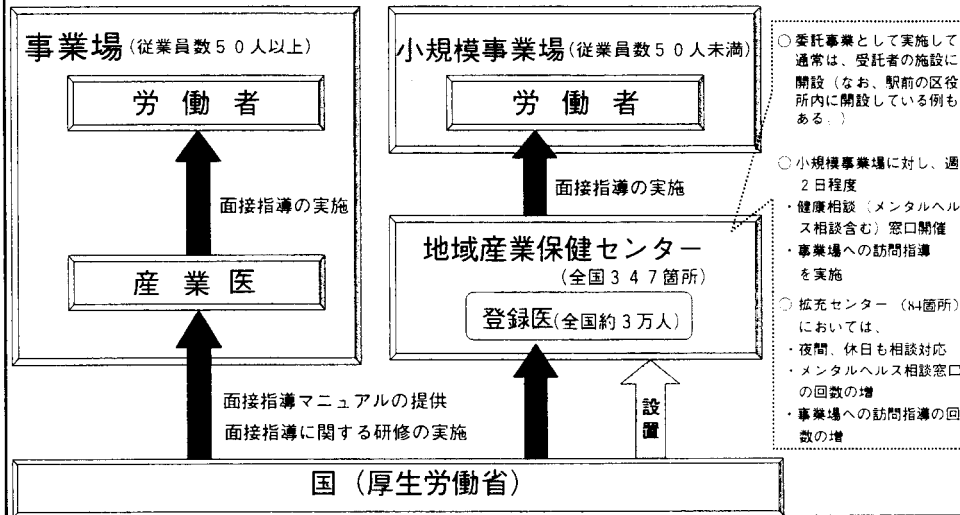 事業場(従業員数50人以上)
労働者
面接指導の実施
産業医
小規模事業場(従業員数50人未満)
労働者
面接指導の実施
地域産業保健センター
(全国347箇所)
登録医(全国約3万人)
面接指導マニュアルの提供
面接指導に関する研修の実施
設置
国(厚生労働省)
○委託事業として実施して
通常は、受託者の施設に
開設(なお、駅前の区役
所内に開設している例も
ある。)
○小規模事業場に対し、週
2日程度
・健康相談(メンタルヘル
ス相談含む)窓口開催
・事業場への訪問指導
を実施
○拡充センター(84箇所)
においては、
・夜間、休日も相談対応
・メンタルヘルス相談窓口
の回数の増
・事業場への訪問指導の回
数の増